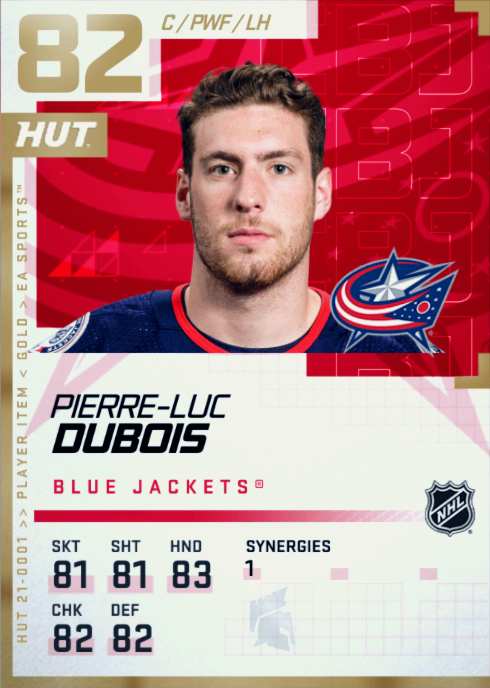 82
C / PWF / LH
HUT
HUT 21-0001 >> PLAYER ITEM < GOLD > EA SPORTS™
CBJ
PIERRE-LUC
DUBOIS
BLUE JACKETS®
NHL
SKT SHT HND SYNERGIES
81 81 83 1
CHK DEF
82 82